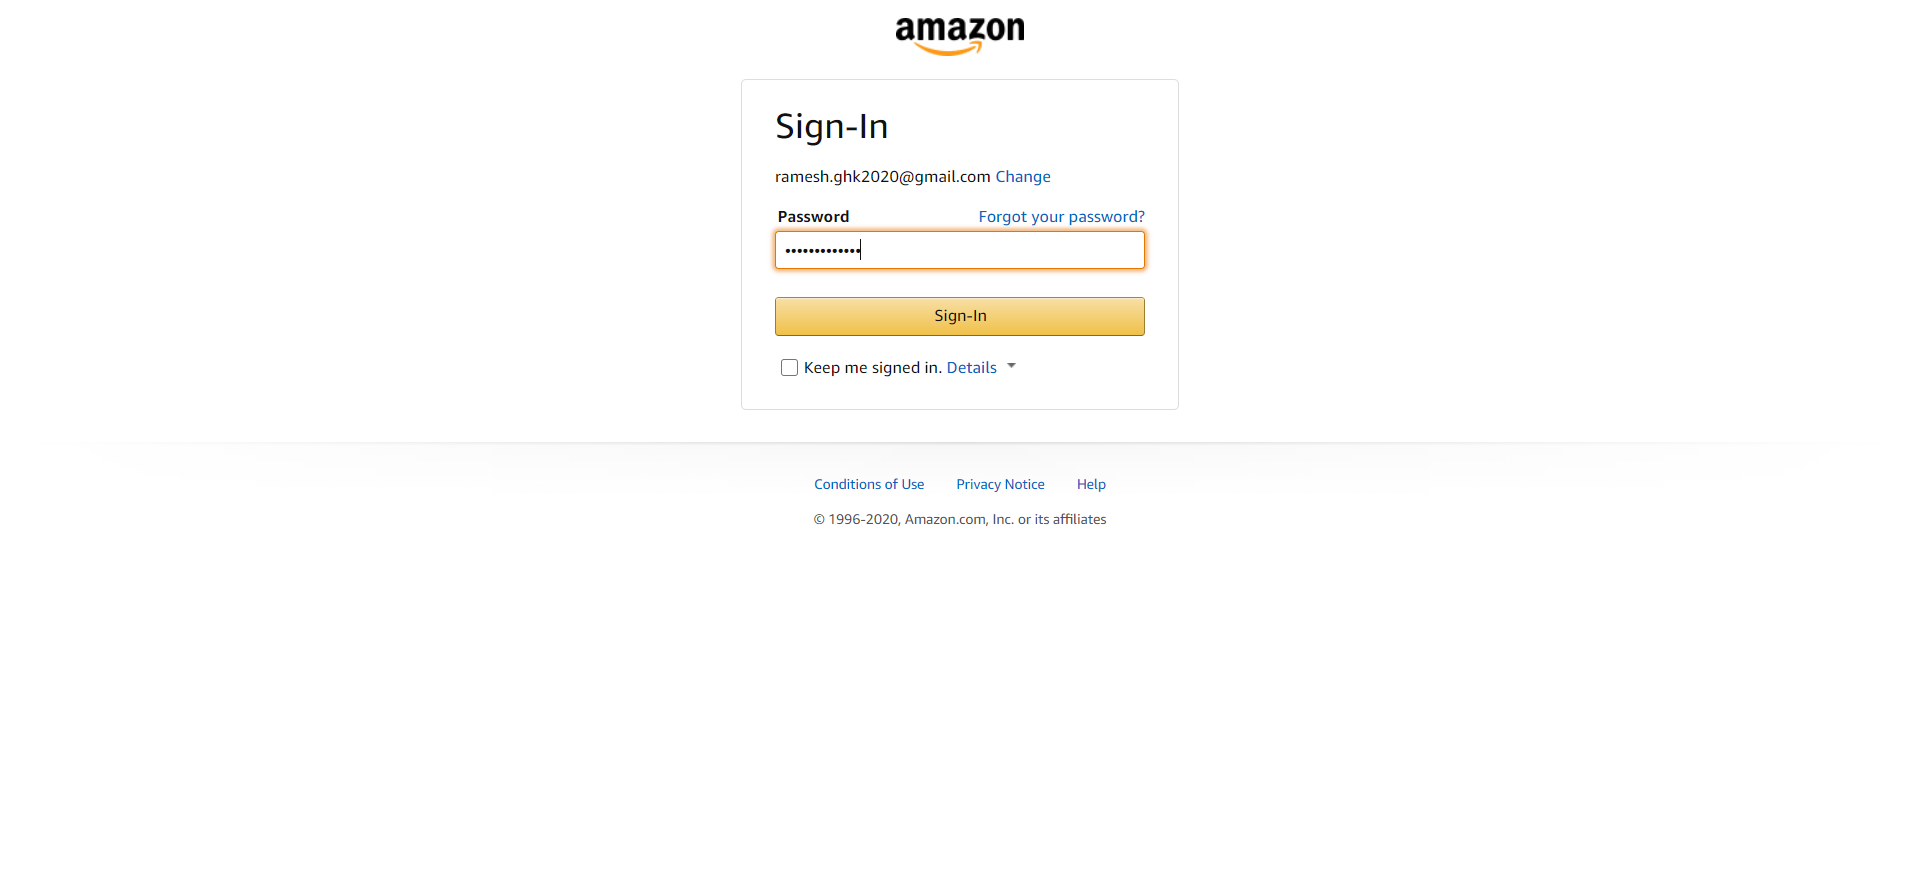 amazon
Sign-In
ramesh.ghk2020@gmail.com Change
Password Forgot your password?
•••••••••••••
Sign-In
Keep me signed in. Details
Conditions of Use Privacy Notice Help
© 1996-2020, Amazon.com, Inc. or its affiliates